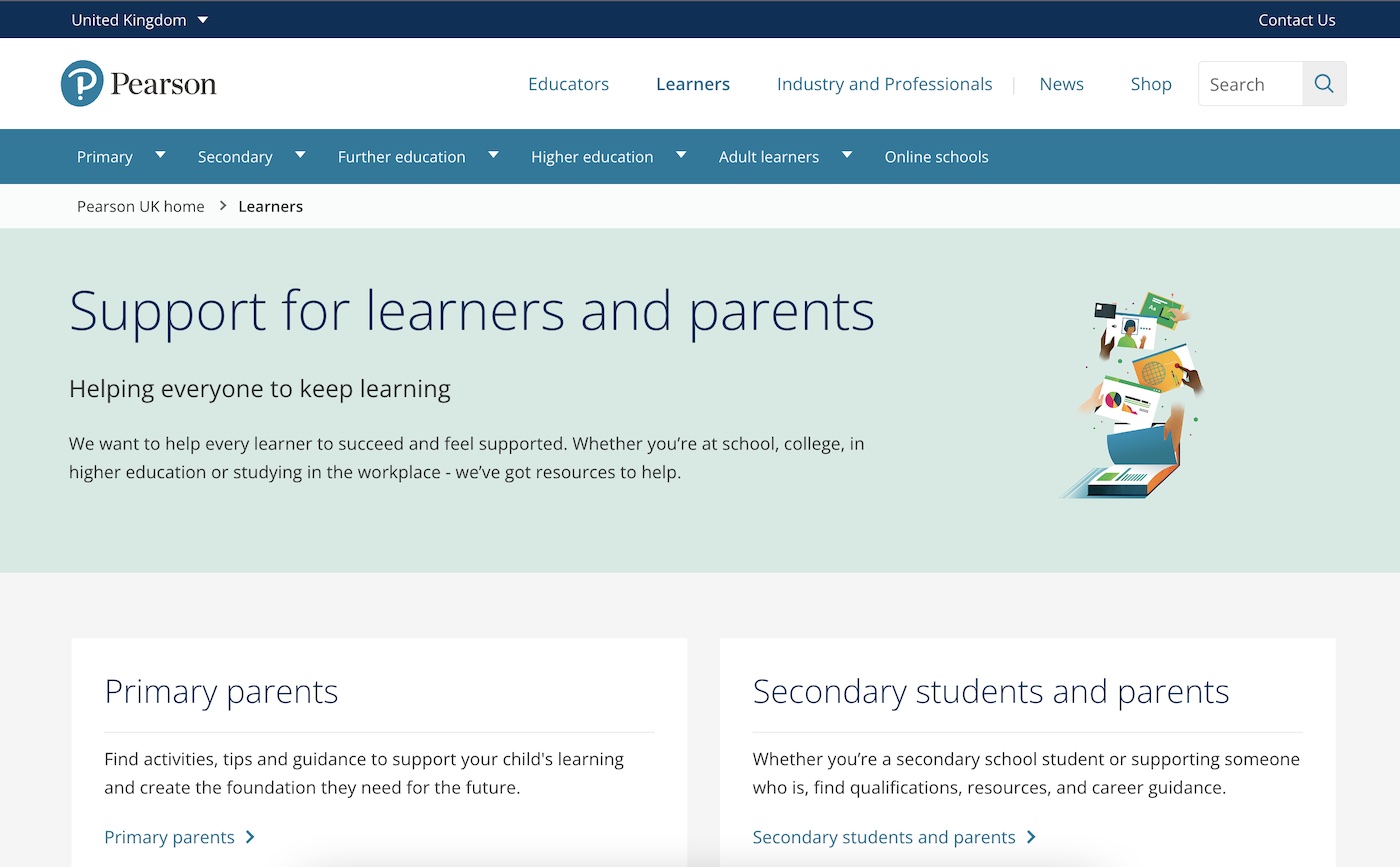 United Kingdom
Contact Us
Pearson
Educators
Learners
Industry and Professionals
News
Shop
Search
Primary
Secondary
Further education
Higher education
Adult learners
Online schools
Pearson UK home
Learners
Support for learners and parents
Helping everyone to keep learning
We want to help every learner to succeed and feel supported. Whether you’re at school, college, in
higher education or studying in the workplace - we’ve got resources to help.
Primary parents
Find activities, tips and guidance to support your child's learning
and create the foundation they need for the future.
Primary parents
Secondary students and parents
Whether you’re a secondary school student or supporting someone
who is, find qualifications, resources, and career guidance.
Secondary students and parents